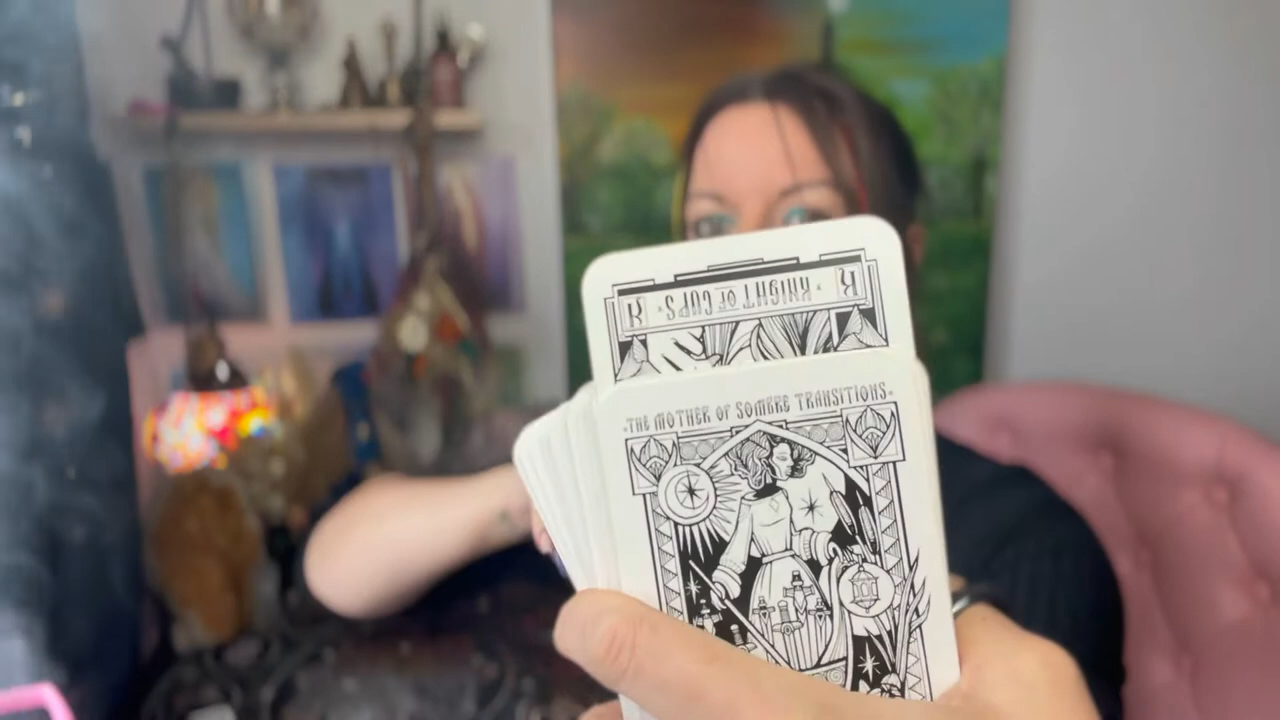 K * KNIGHT OF CUPS * K
*THE MOTHER OF SOMBRE TRANSITIONS*